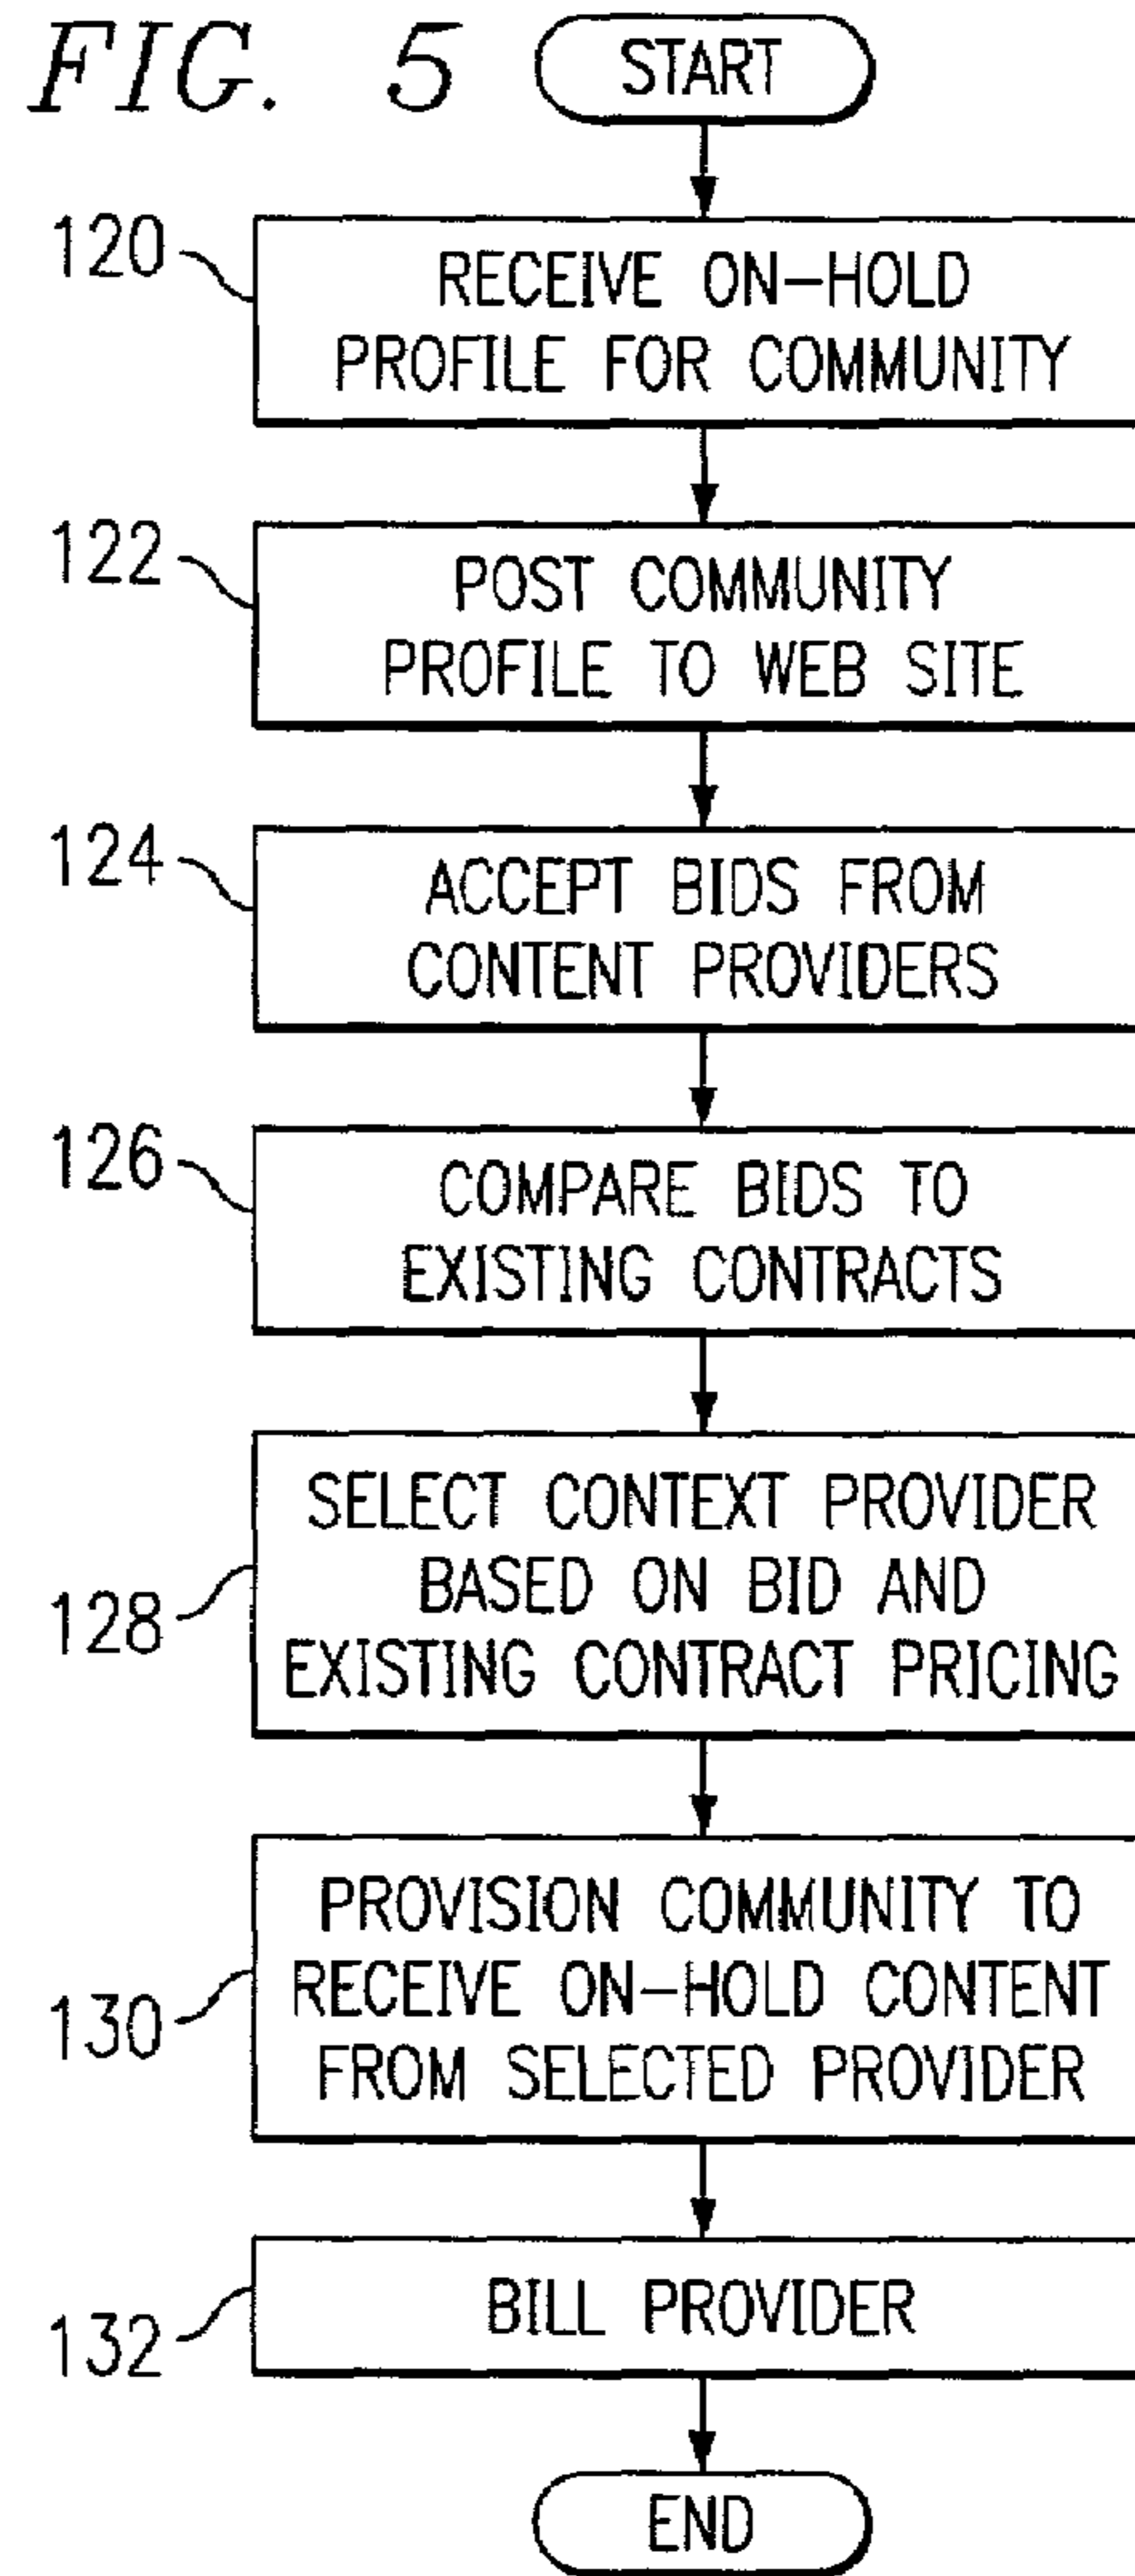 FIG. 5
START
120
RECEIVE ON-HOLD
PROFILE FOR COMMUNITY
122
POST COMMUNITY
PROFILE TO WEB SITE
124
ACCEPT BIDS FROM
CONTENT PROVIDERS
126
COMPARE BIDS TO
EXISTING CONTRACTS
128
SELECT CONTEXT PROVIDER
BASED ON BID AND
EXISTING CONTRACT PRICING
130
PROVISION COMMUNITY TO
RECEIVE ON-HOLD CONTENT
FROM SELECTED PROVIDER
132
BILL PROVIDER
END